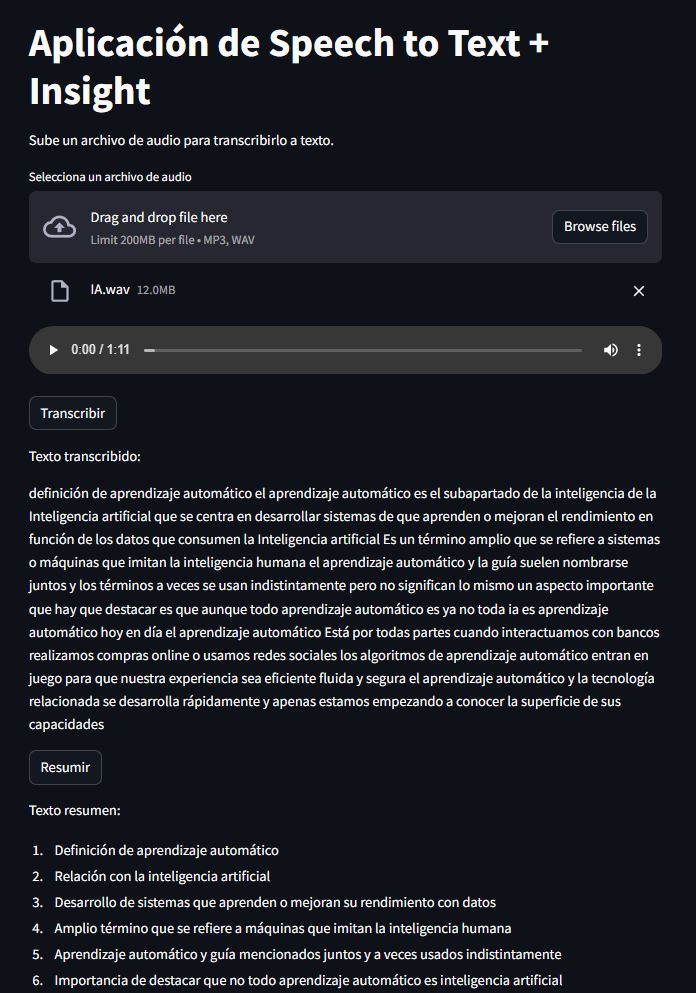 Aplicación de Speech to Text +
Insight
Sube un archivo de audio para transcribirlo a texto.
Selecciona un archivo de audio
Drag and drop file here
Limit 200MB per file • MP3, WAV
Browse files
IA.wav 12.0MB
0:00 / 1:11
Transcribir
Texto transcribido:
definición de aprendizaje automático el aprendizaje automático es el subapartado de la inteligencia de la
Inteligencia artificial que se centra en desarrollar sistemas de que aprenden o mejoran el rendimiento en
función de los datos que consumen la Inteligencia artificial Es un término amplio que se refiere a sistemas
o máquinas que imitan la inteligencia humana el aprendizaje automático y la guía suelen nombrarse
juntos y los términos a veces se usan indistintamente pero no significan lo mismo un aspecto importante
que hay que destacar es que aunque todo aprendizaje automático es ya no toda ia es aprendizaje
automático hoy en día el aprendizaje automático Está por todas partes cuando interactuamos con bancos
realizamos compras online o usamos redes sociales los algoritmos de aprendizaje automático entran en
juego para que nuestra experiencia sea eficiente fluida y segura el aprendizaje automático y la tecnología
relacionada se desarrolla rápidamente y apenas estamos empezando a conocer la superficie de sus
capacidades
Resumir
Texto resumen:
1. Definición de aprendizaje automático
2. Relación con la inteligencia artificial
3. Desarrollo de sistemas que aprenden o mejoran su rendimiento con datos
4. Amplio término que se refiere a máquinas que imitan la inteligencia humana
5. Aprendizaje automático y guía mencionados juntos y a veces usados indistintamente
6. Importancia de destacar que no todo aprendizaje automático es inteligencia artificial